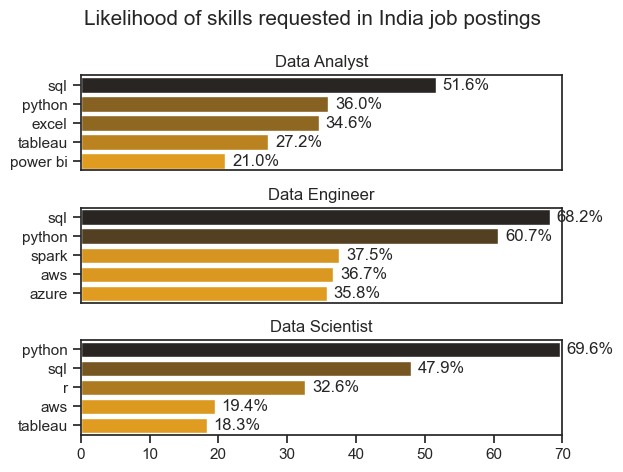 Likelihood of skills requested in India job postings
Data Analyst
sql 51.6%
python 36.0%
excel 34.6%
tableau 27.2%
power bi 21.0%
Data Engineer
sql 68.2%
python 60.7%
spark 37.5%
aws 36.7%
azure 35.8%
Data Scientist
python 69.6%
sql 47.9%
r 32.6%
aws 19.4%
tableau 18.3%
0 10 20 30 40 50 60 70